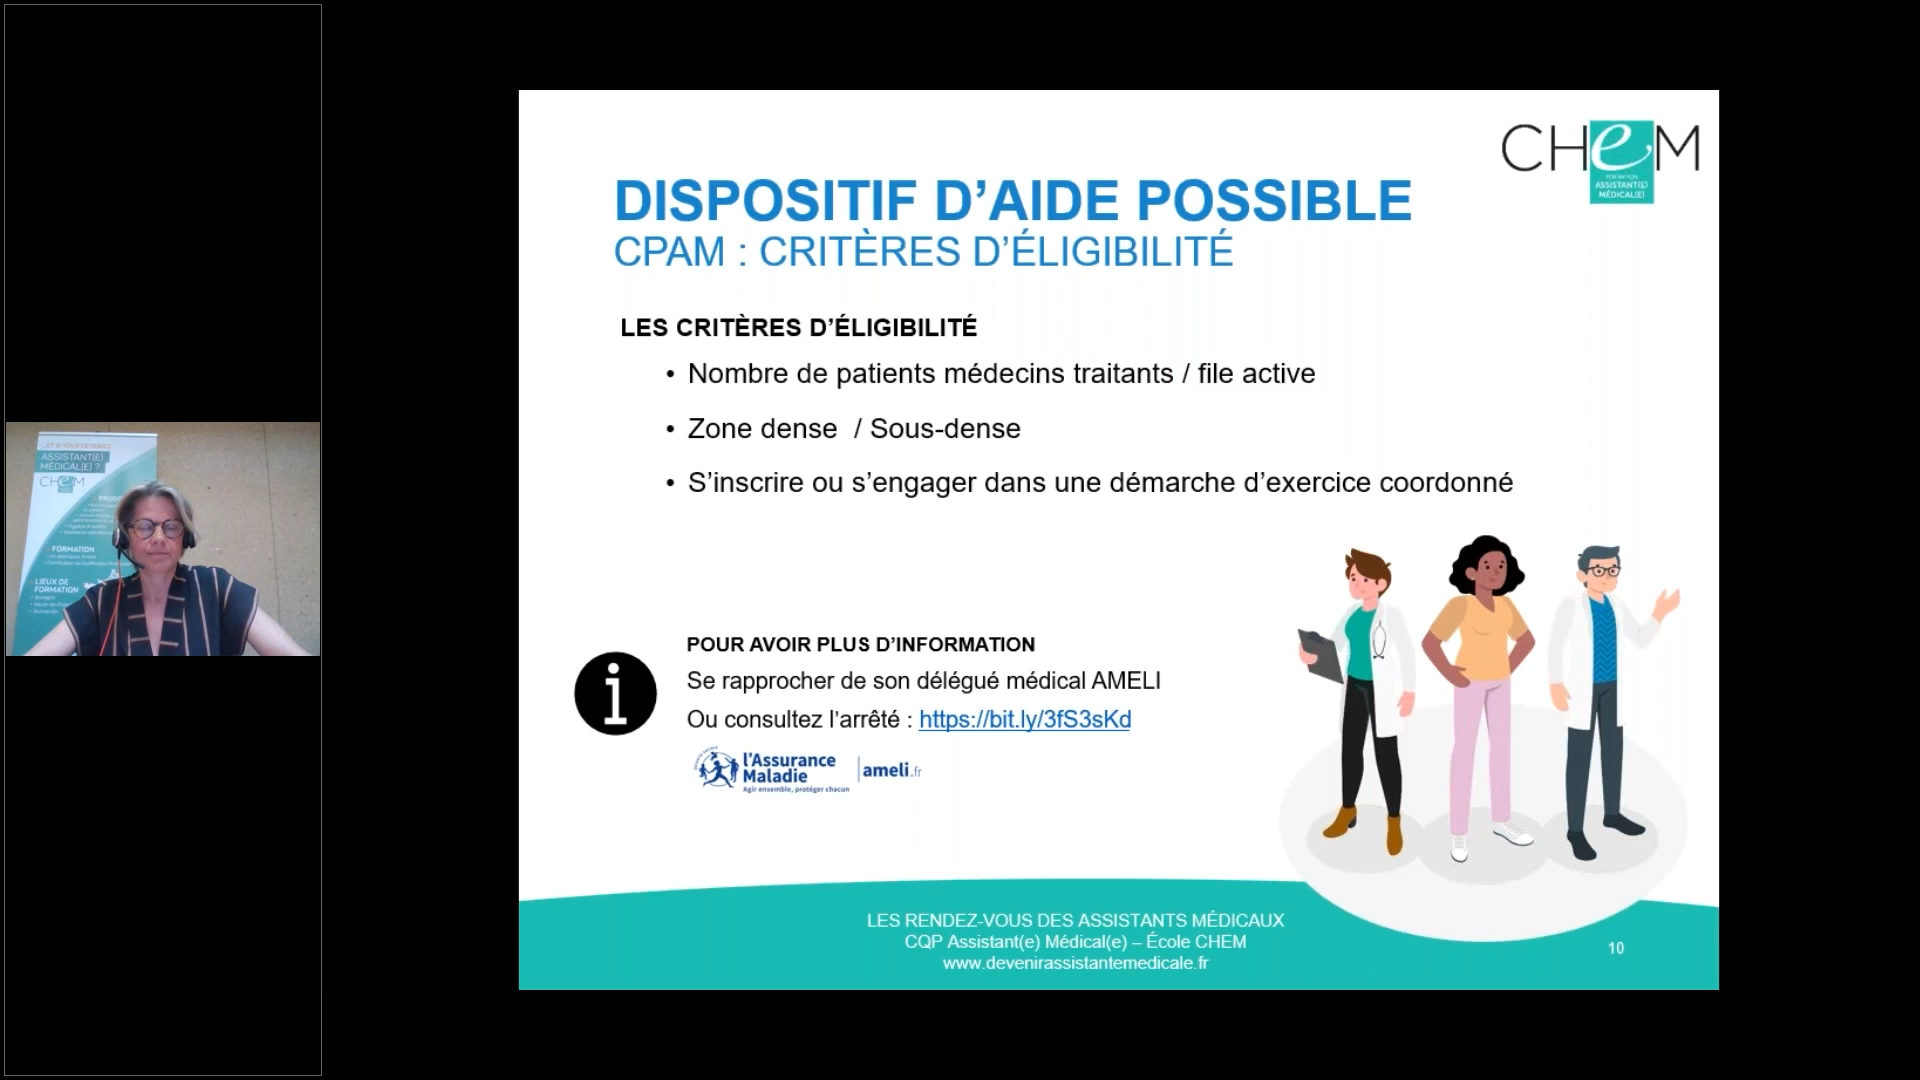 CHeM
FORMATION
ASSISTANT(E)
MÉDICAL(E)
DISPOSITIF D’AIDE POSSIBLE
CPAM : CRITÈRES D’ÉLIGIBILITÉ
LES CRITÈRES D’ÉLIGIBILITÉ
• Nombre de patients médecins traitants / file active
• Zone dense / Sous-dense
• S’inscrire ou s’engager dans une démarche d’exercice coordonné
POUR AVOIR PLUS D’INFORMATION
Se rapprocher de son délégué médical AMELI
Ou consultez l’arrêté : https://bit.ly/3fS3sKd
l’Assurance
Maladie
Agir ensemble, protéger chacun
ameli.fr
LES RENDEZ-VOUS DES ASSISTANTS MÉDICAUX
CQP Assistant(e) Médical(e) – École CHEM
www.devenirassistantemedicale.fr
10
ET SI VOUS DEVENIEZ
ASSISTANT(E)
MÉDICAL(E) ?
CHeM
FORMATION
LIEUX DE
FORMATION